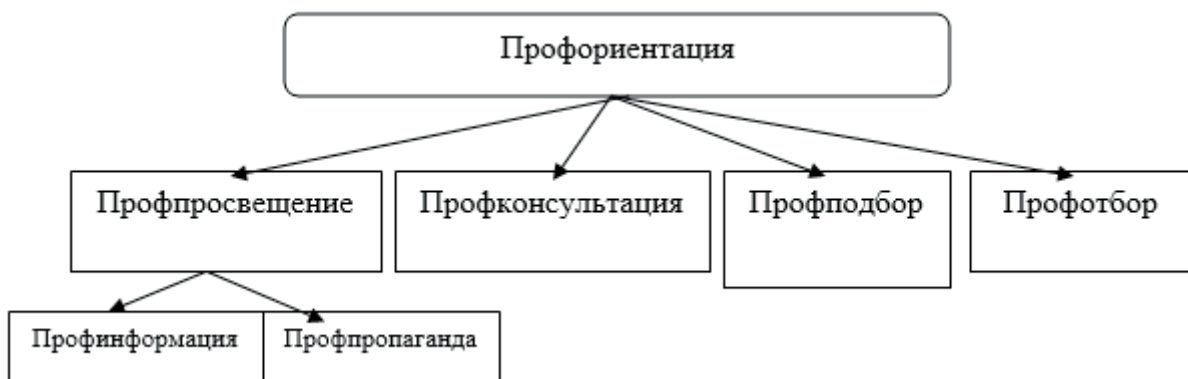 Профориентация
Профпросвещение
Профконсультация
Профподбор
Профотбор
Профинформация
Профпропаганда